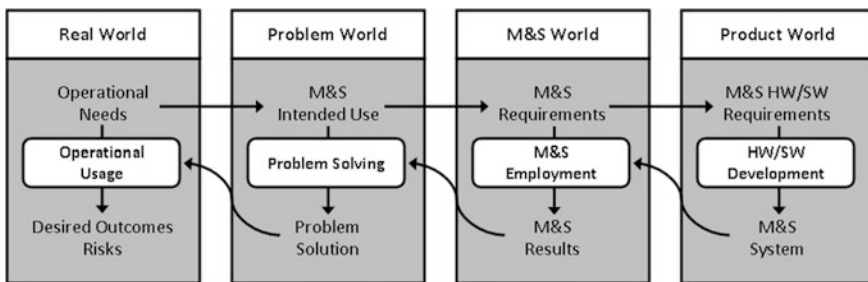 Real World
Problem World
M&S World
Product World
Operational
Needs
M&S
Intended Use
M&S
Requirements
M&S HW/SW
Requirements
Operational
Usage
Problem Solving
M&S
Employment
HW/SW
Development
Desired Outcomes
Risks
Problem
Solution
M&S
Results
M&S
System